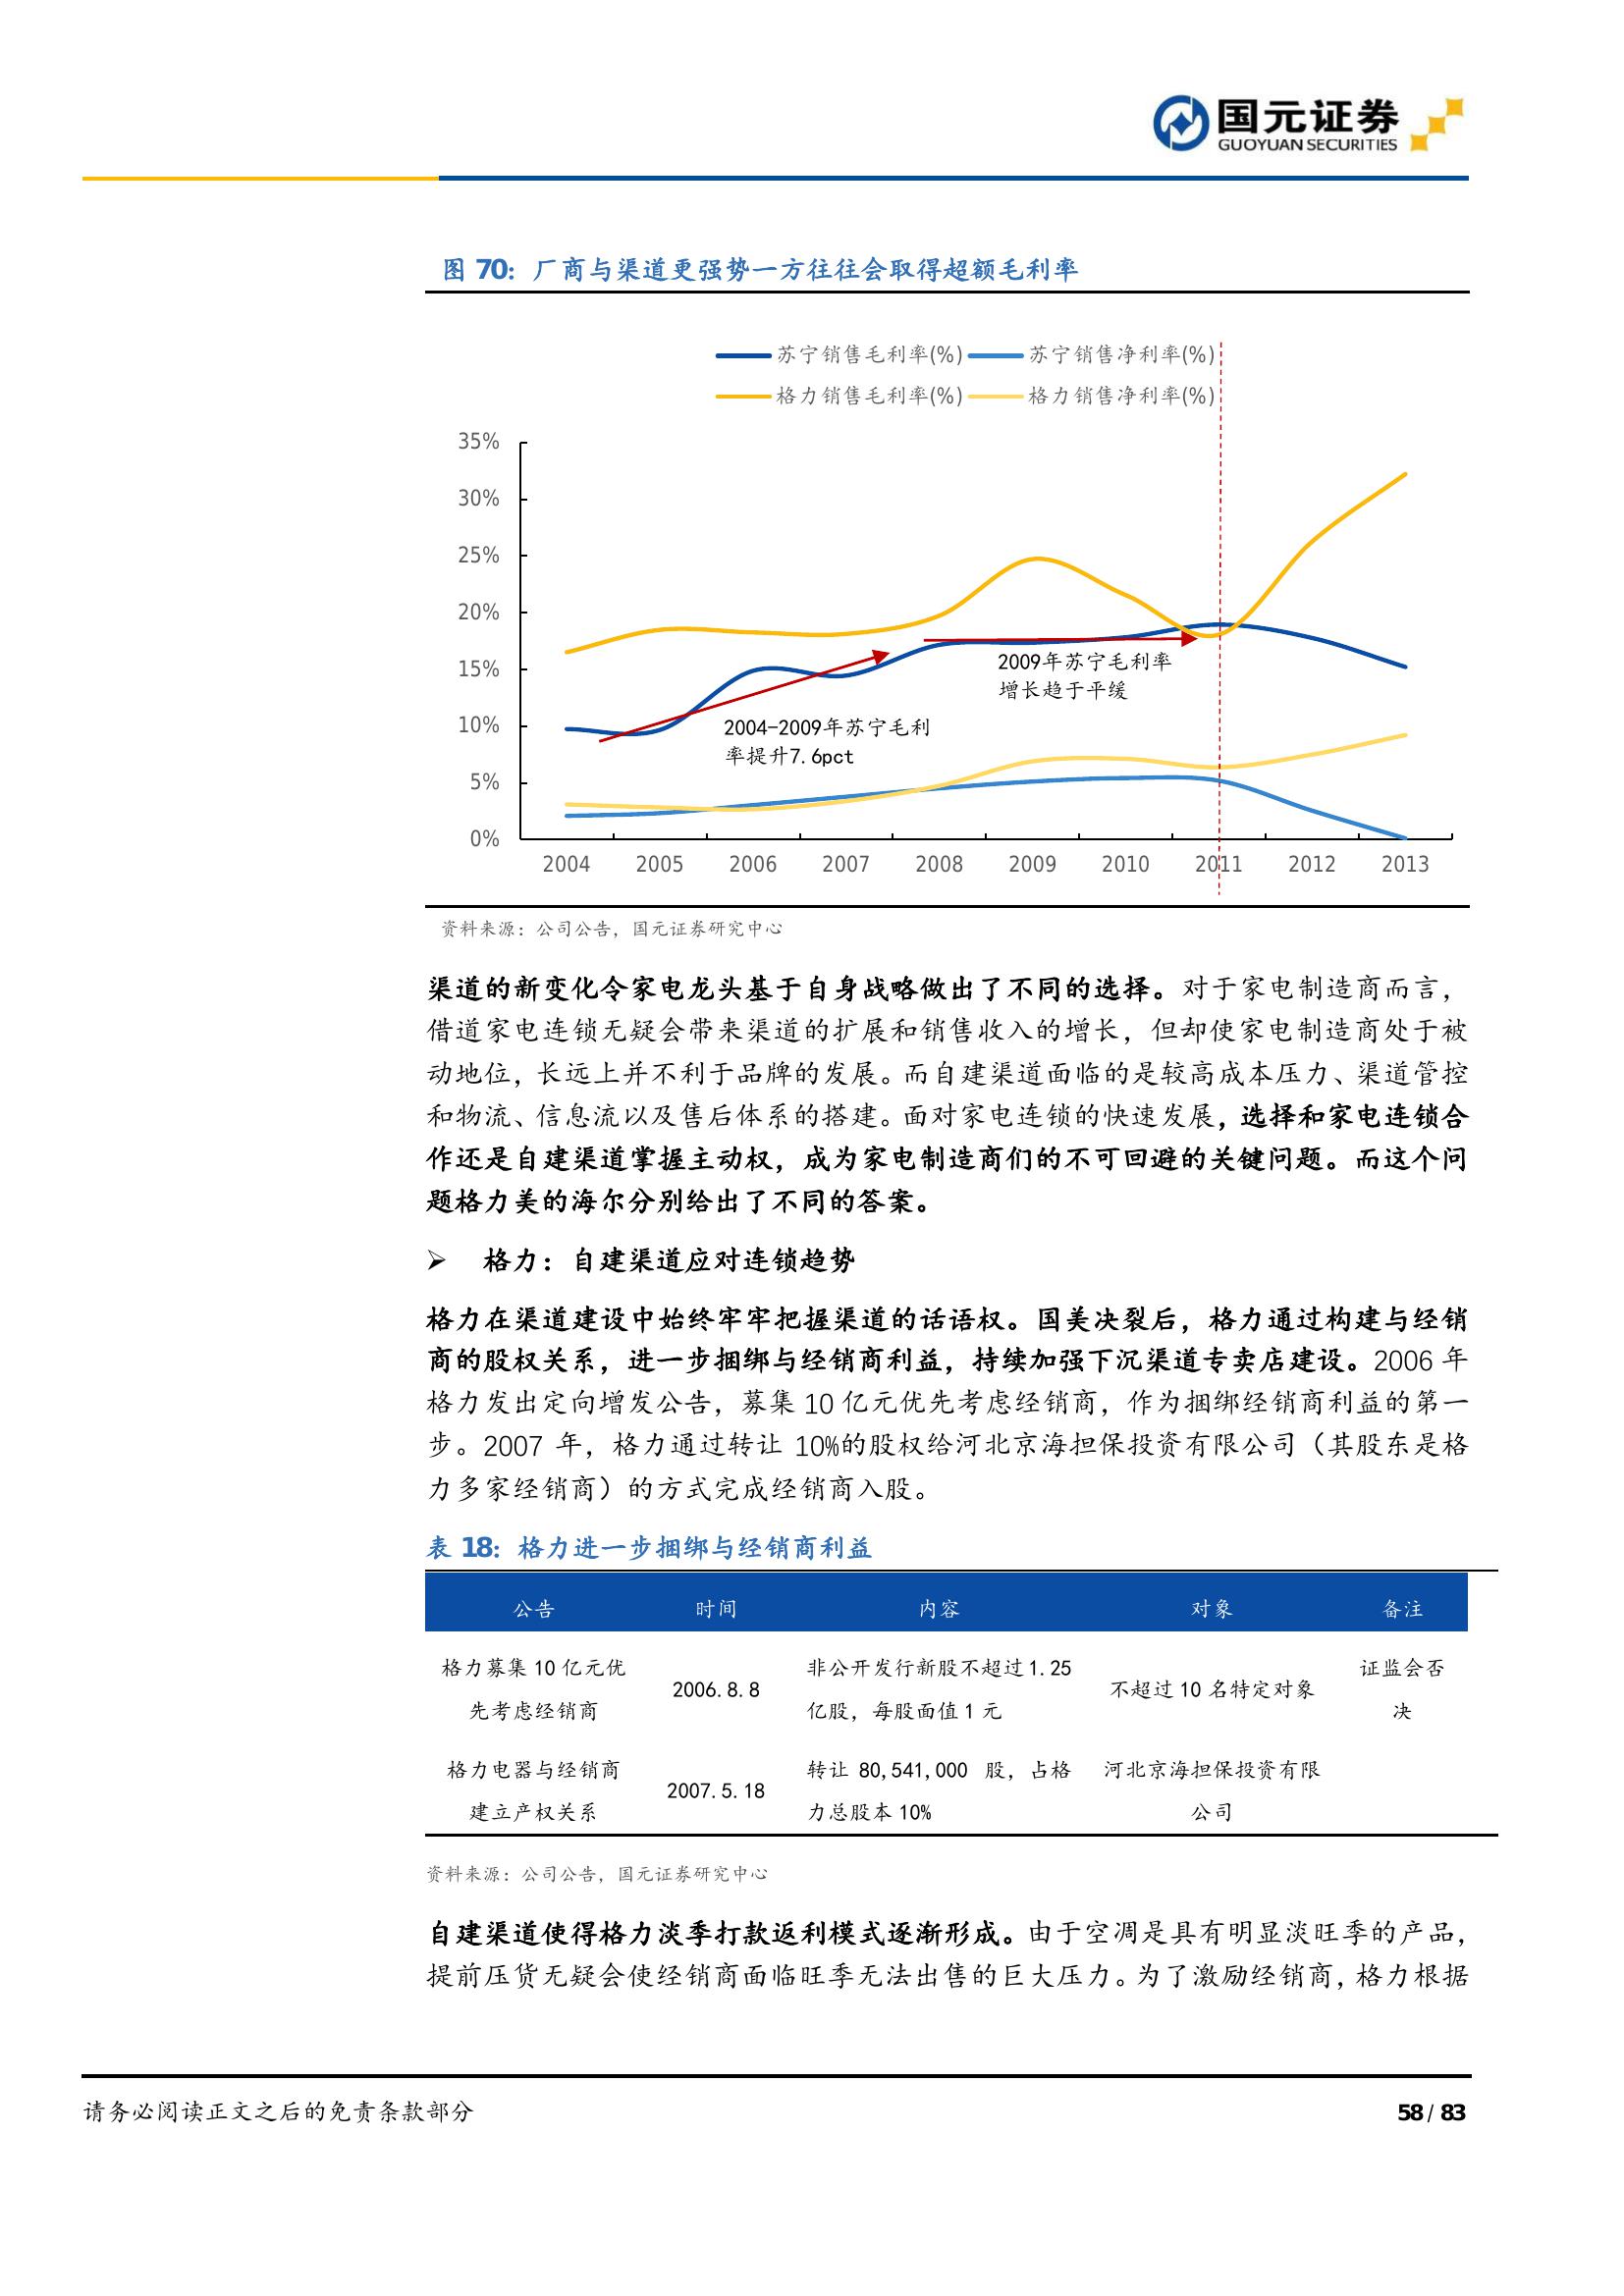 国元证券
GUOYUAN SECURITIES
图 70：厂商与渠道更强势一方往往会取得超额毛利率
苏宁销售毛利率(%) 苏宁销售净利率(%)
格力销售毛利率(%) 格力销售净利率(%)
35%
30%
25%
20%
15%
10%
5%
0%
2009年苏宁毛利率
增长趋于平缓
2004-2009年苏宁毛利
率提升7.6pct
2004 2005 2006 2007 2008 2009 2010 2011 2012 2013
资料来源：公司公告，国元证券研究中心
渠道的新变化令家电龙头基于自身战略做出了不同的选择。对于家电制造商而言，
借道家电连锁无疑会带来渠道的扩展和销售收入的增长，但却使家电制造商处于被
动地位，长远上并不利于品牌的发展。而自建渠道面临的是较高成本压力、渠道管控
和物流、信息流以及售后体系的搭建。面对家电连锁的快速发展，选择和家电连锁合
作还是自建渠道掌握主动权，成为家电制造商们的不可回避的关键问题。而这个问
题格力美的海尔分别给出了不同的答案。
➢ 格力：自建渠道应对连锁趋势
格力在渠道建设中始终牢牢把握渠道的话语权。国美决裂后，格力通过构建与经销
商的股权关系，进一步捆绑与经销商利益，持续加强下沉渠道专卖店建设。2006 年
格力发出定向增发公告，募集 10 亿元优先考虑经销商，作为捆绑经销商利益的第一
步。2007 年，格力通过转让 10%的股权给河北京海担保投资有限公司（其股东是格
力多家经销商）的方式完成经销商入股。
表 18：格力进一步捆绑与经销商利益
公告 时间 内容 对象 备注
格力募集 10 亿元优 非公开发行新股不超过 1.25 证监会否
2006.8.8 不超过 10 名特定对象
先考虑经销商 亿股，每股面值 1 元 决
格力电器与经销商 转让 80,541,000 股，占格 河北京海担保投资有限
2007.5.18
建立产权关系 力总股本 10% 公司
资料来源：公司公告，国元证券研究中心
自建渠道使得格力淡季打款返利模式逐渐形成。由于空调是具有明显淡旺季的产品，
提前压货无疑会使经销商面临旺季无法出售的巨大压力。为了激励经销商，格力根据
请务必阅读正文之后的免责条款部分 58 / 83